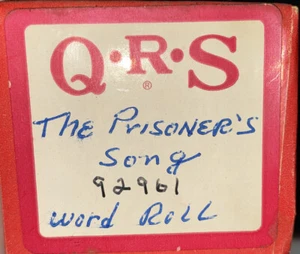 Q·R·S
®
The PRISONER'S
Song
92961
Word Roll